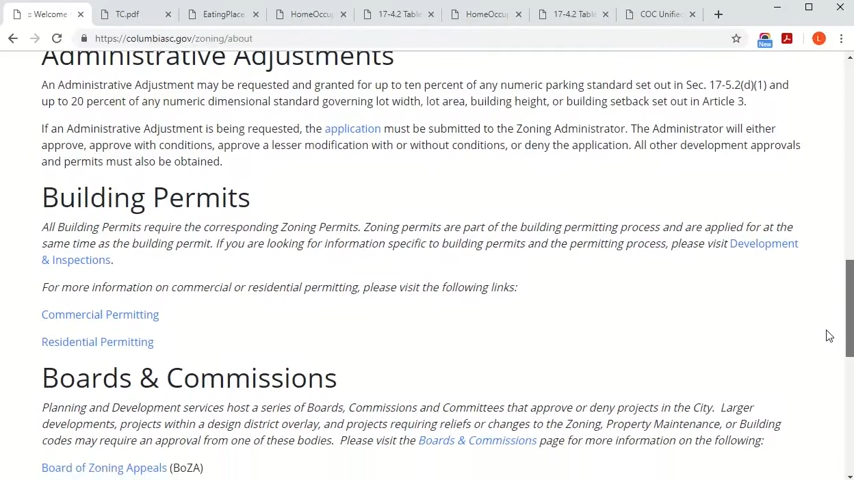 Welcome
TC.pdf
EatingPlace
HomeOccup
17-4.2 Table
HomeOccup
17-4.2 Table
COC Unified
https://columbiasc.gov/zoning/about
New
L
Administrative Adjustments
An Administrative Adjustment may be requested and granted for up to ten percent of any numeric parking standard set out in Sec. 17-5.2(d)(1) and
up to 20 percent of any numeric dimensional standard governing lot width, lot area, building height, or building setback set out in Article 3.
If an Administrative Adjustment is being requested, the application must be submitted to the Zoning Administrator. The Administrator will either
approve, approve with conditions, approve a lesser modification with or without conditions, or deny the application. All other development approvals
and permits must also be obtained.
Building Permits
All Building Permits require the corresponding Zoning Permits. Zoning permits are part of the building permitting process and are applied for at the
same time as the building permit. If you are looking for information specific to building permits and the permitting process, please visit Development
& Inspections.
For more information on commercial or residential permitting, please visit the following links:
Commercial Permitting
Residential Permitting
Boards & Commissions
Planning and Development services host a series of Boards, Commissions and Committees that approve or deny projects in the City. Larger
developments, projects within a design district overlay, and projects requiring reliefs or changes to the Zoning, Property Maintenance, or Building
codes may require an approval from one of these bodies. Please visit the Boards & Commissions page for more information on the following:
Board of Zoning Appeals (BoZA)